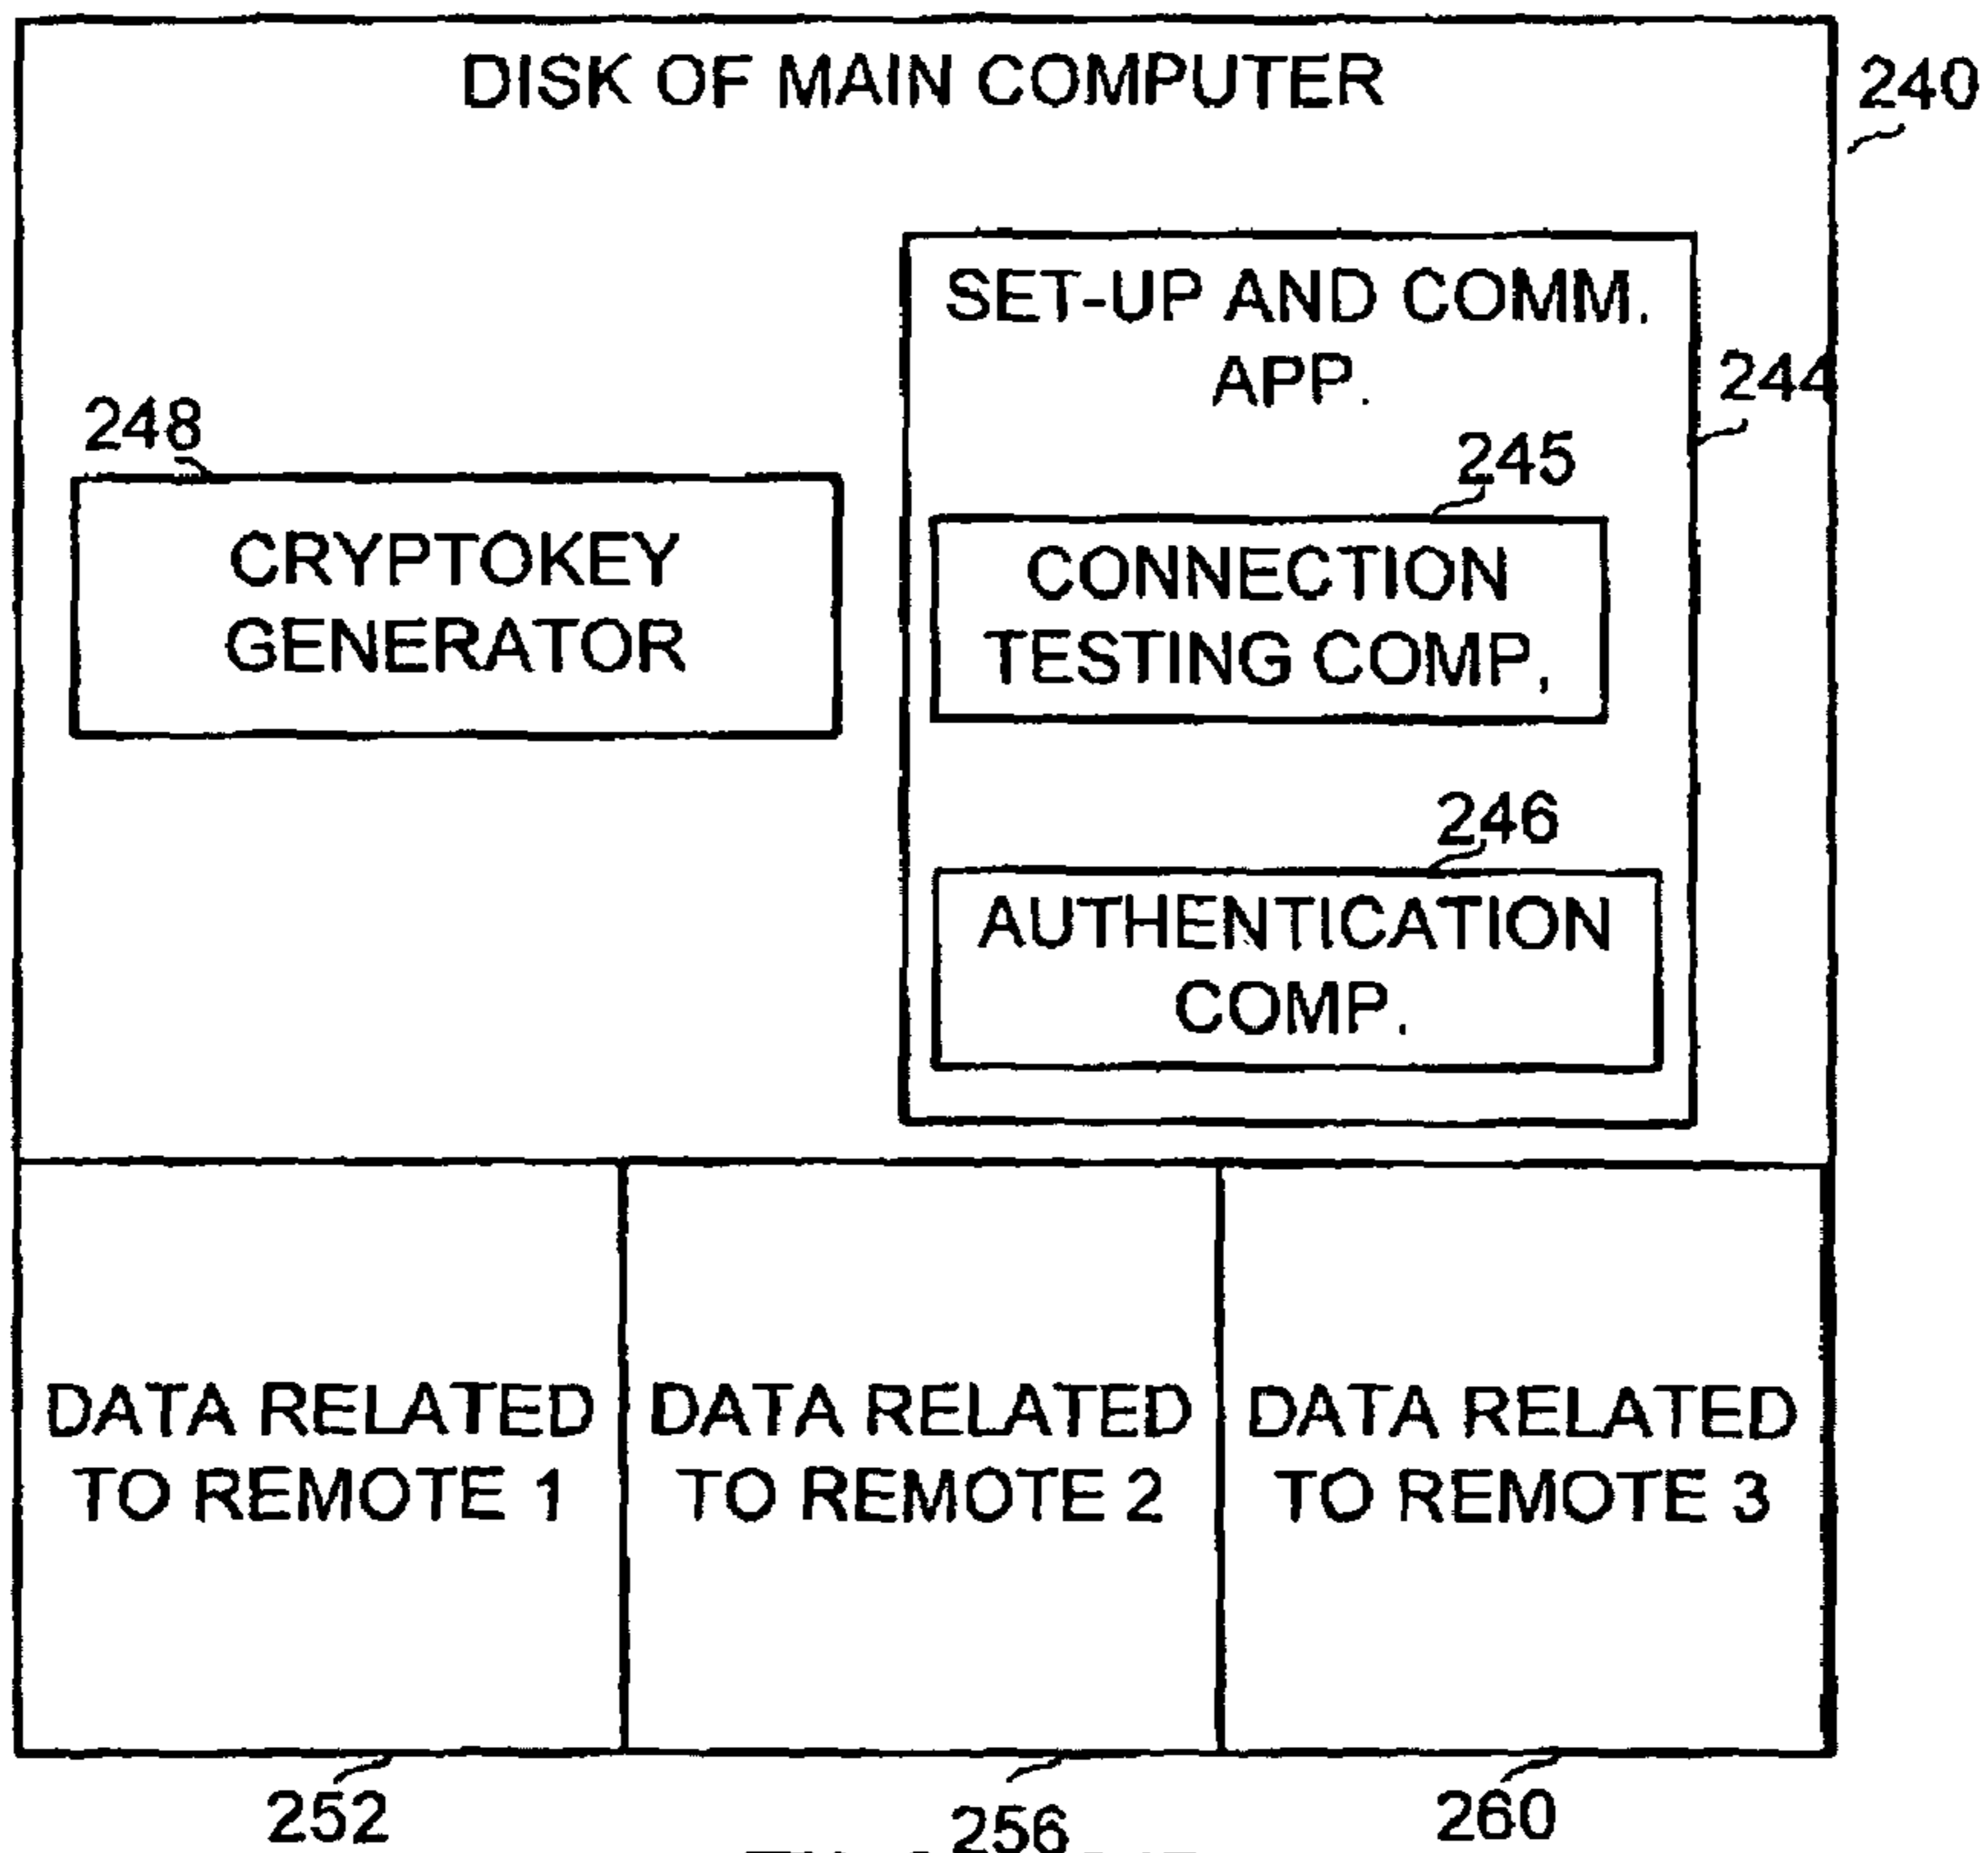 DISK OF MAIN COMPUTER
240
SET-UP AND COMM.
APP.
244
248
245
CRYPTOKEY
GENERATOR
CONNECTION
TESTING COMP,
246
AUTHENTICATION
COMP.
DATA RELATED
TO REMOTE 1
DATA RELATED
TO REMOTE 2
DATA RELATED
TO REMOTE 3
252
256
260